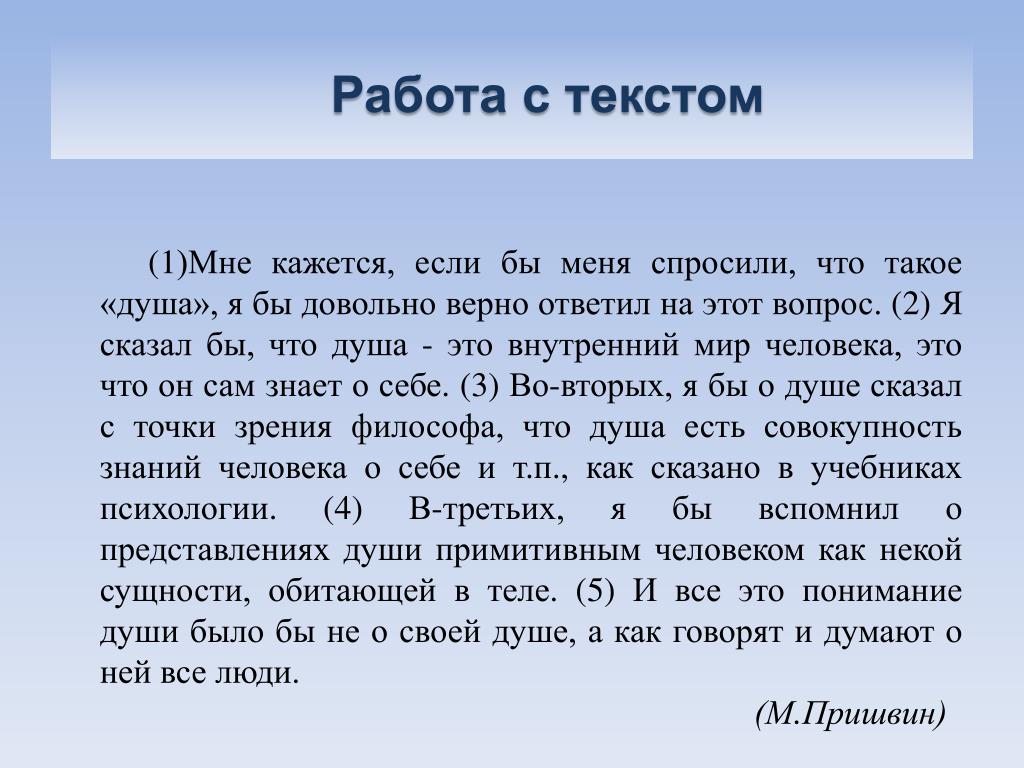 Работа с текстом
(1)Мне кажется, если бы меня спросили, что такое
«душа», я бы довольно верно ответил на этот вопрос. (2) Я
сказал бы, что душа - это внутренний мир человека, это
что он сам знает о себе. (3) Во-вторых, я бы о душе сказал
с точки зрения философа, что душа есть совокупность
знаний человека о себе и т.п., как сказано в учебниках
психологии. (4) В-третьих, я бы вспомнил о
представлениях души примитивным человеком как некой
сущности, обитающей в теле. (5) И все это понимание
души было бы не о своей душе, а как говорят и думают о
ней все люди.
(М.Пришвин)